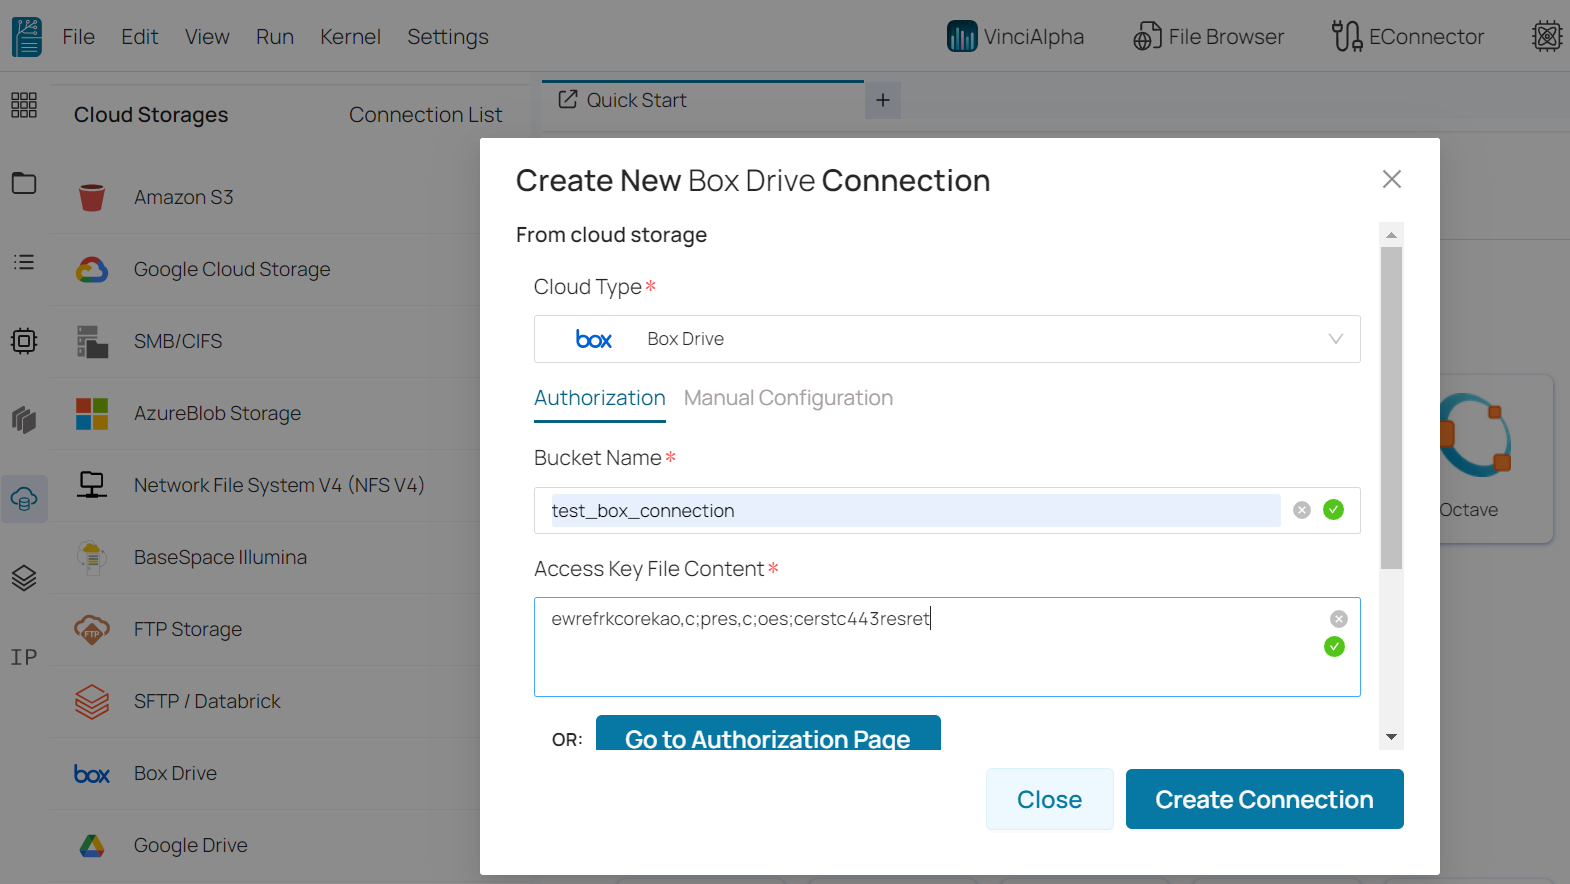 File Edit View Run Kernel Settings VinciAlpha File Browser EConnector
Cloud Storages Connection List
Quick Start +
Amazon S3
Google Cloud Storage
SMB/CIFS
AzureBlob Storage
Network File System V4 (NFS V4)
BaseSpace Illumina
FTP FTP Storage
SFTP / Databrick
box Box Drive
Google Drive
IP
Create New Box Drive Connection
From cloud storage
Cloud Type*
box Box Drive
Authorization Manual Configuration
Bucket Name*
test_box_connection
Access Key File Content*
ewrefrkcorekao,c;pres,c;oes;cerstc443resret
OR: Go to Authorization Page
Close Create Connection
Octave